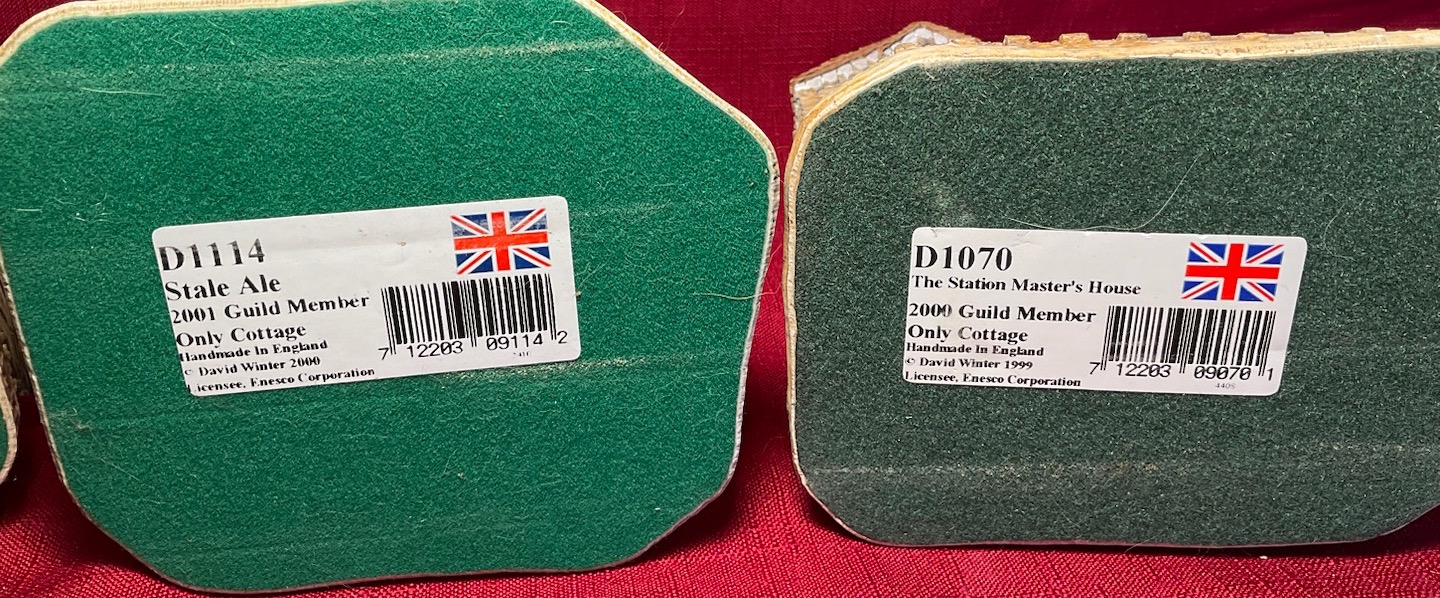 D1114
Stale Ale
2001 Guild Member
Only Cottage
Handmade In England
© David Winter 2000
Licensee, Enesco Corporation
7 12203 09114 2
D1070
The Station Master's House
2000 Guild Member
Only Cottage
Handmade In England
© David Winter 1999
Licensee, Enesco Corporation
7 12203 09070 1
4405